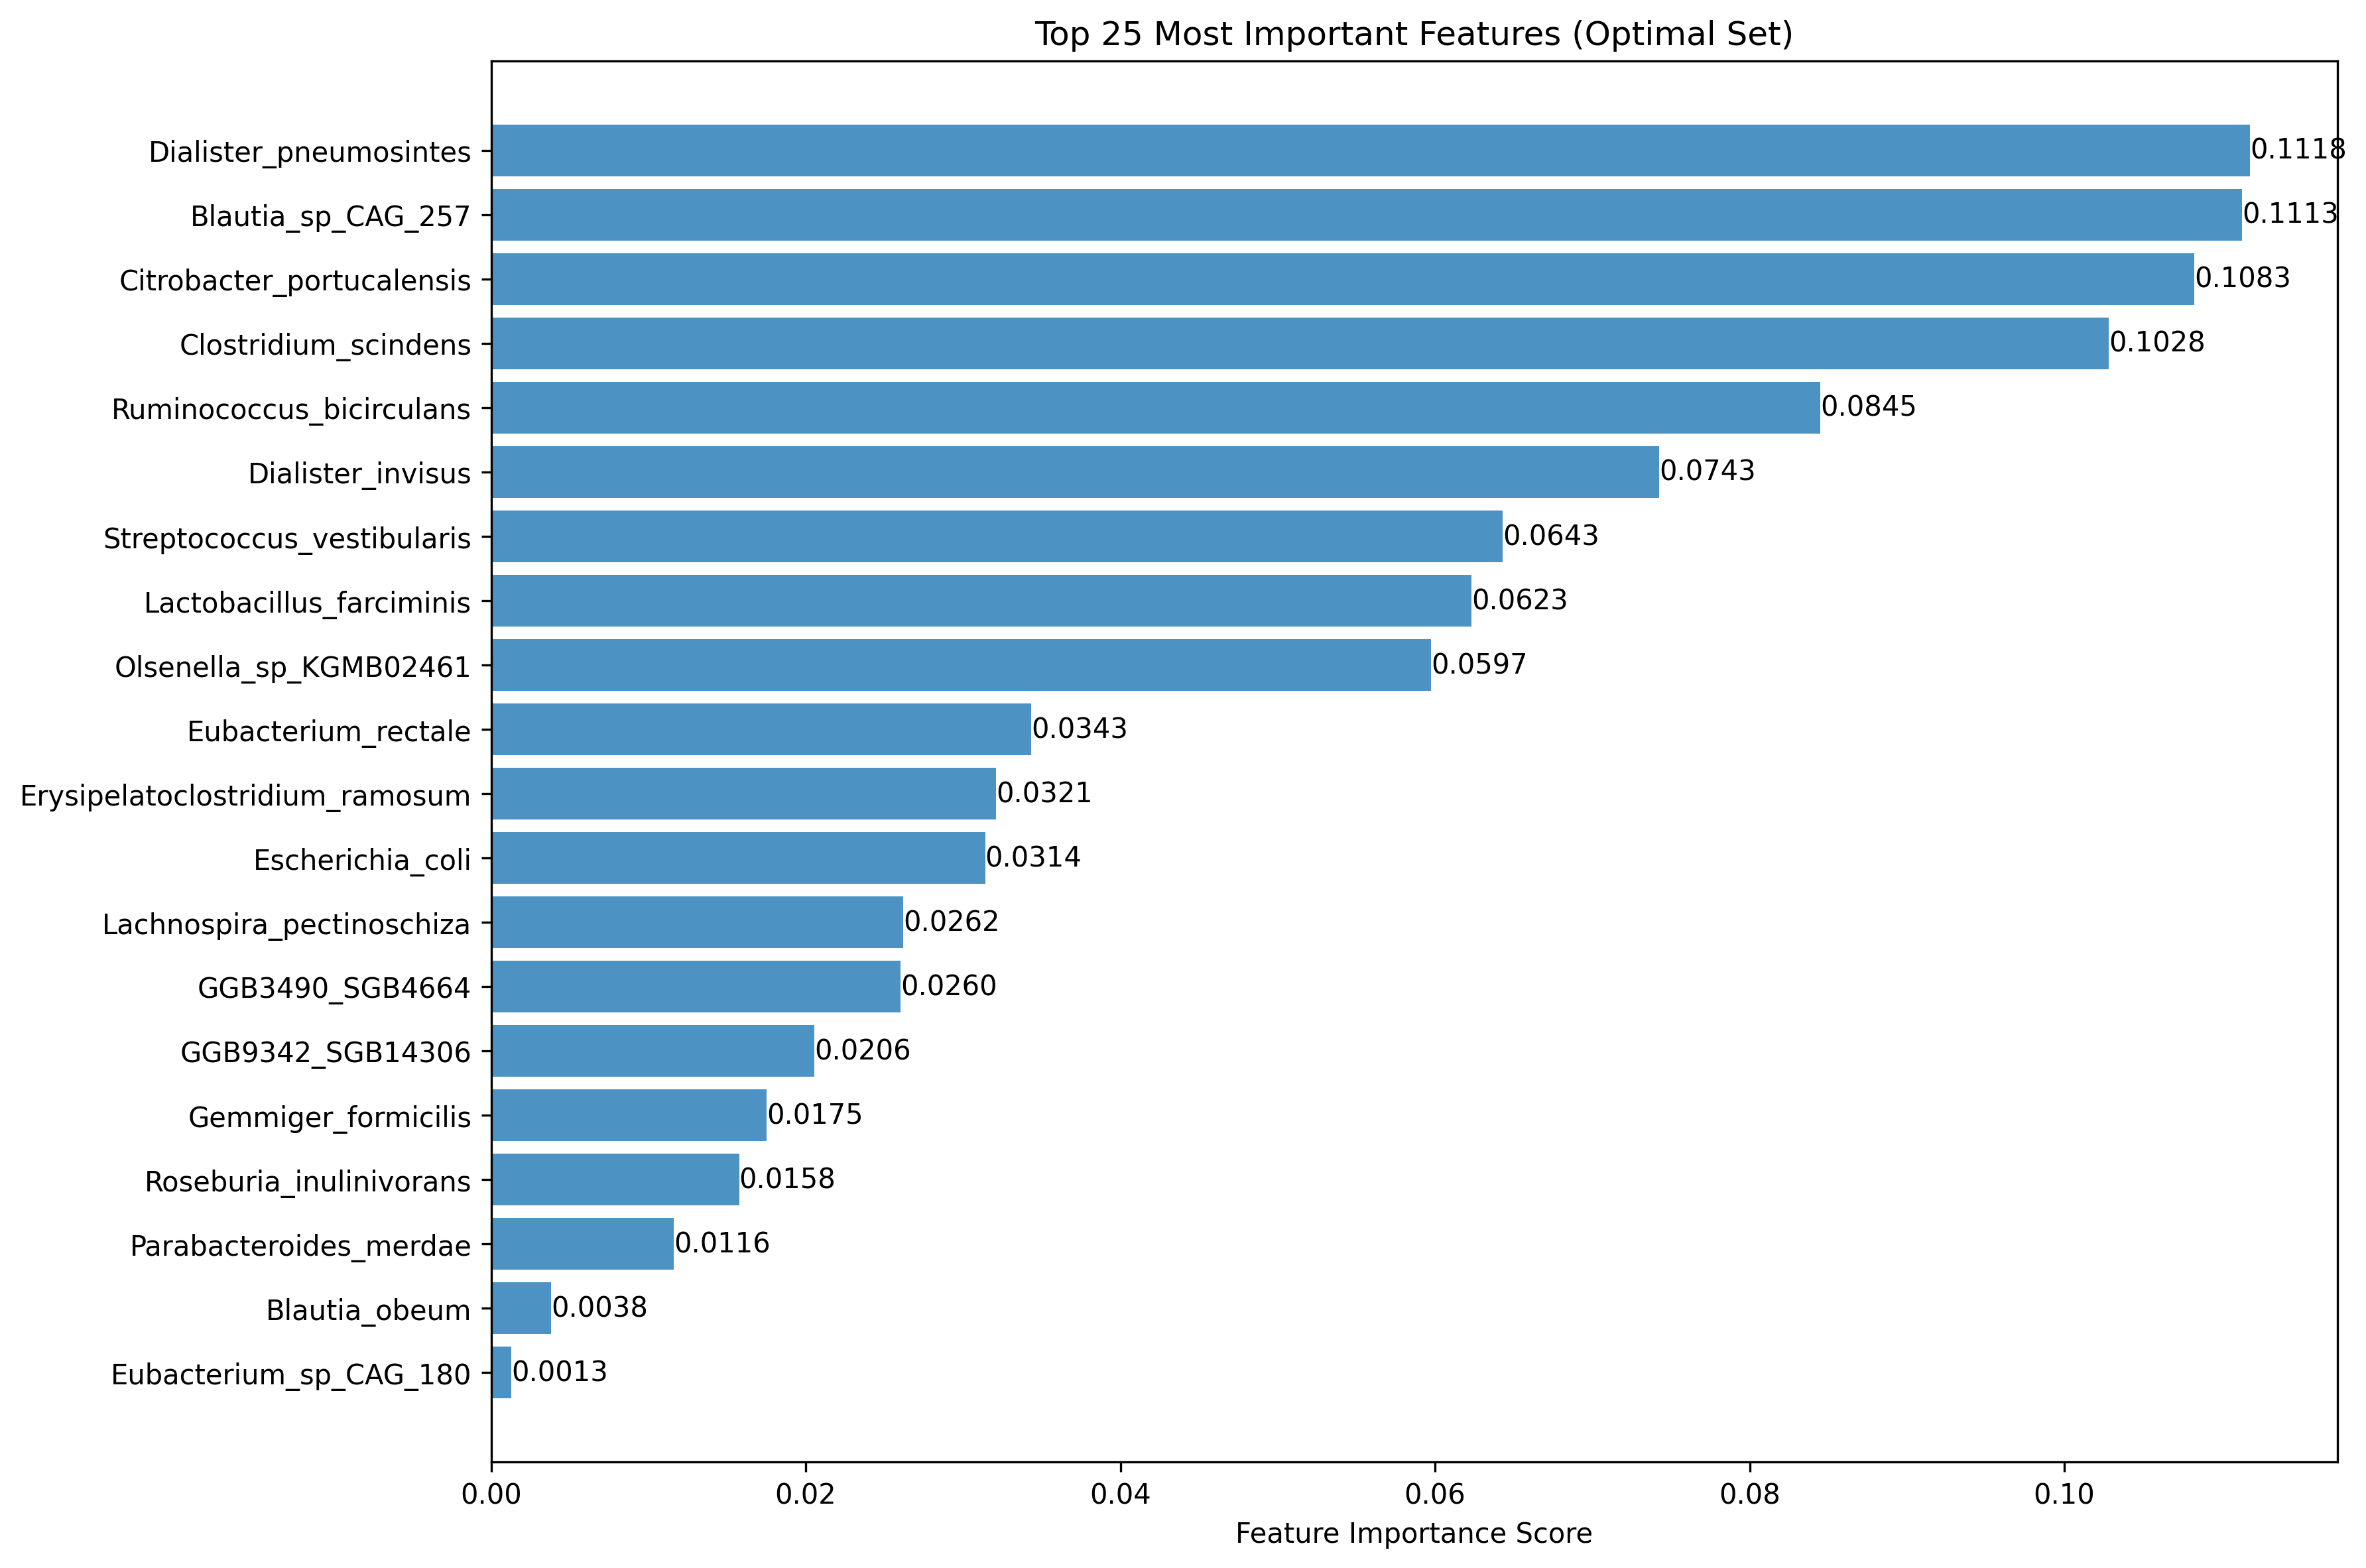 Top 25 Most Important Features (Optimal Set)
Dialister_pneumosintes 0.1118
Blautia_sp_CAG_257 0.1113
Citrobacter_portucalensis 0.1083
Clostridium_scindens 0.1028
Ruminococcus_bicirculans 0.0845
Dialister_invisus 0.0743
Streptococcus_vestibularis 0.0643
Lactobacillus_farciminis 0.0623
Olsenella_sp_KGMB02461 0.0597
Eubacterium_rectale 0.0343
Erysipelatoclostridium_ramosum 0.0321
Escherichia_coli 0.0314
Lachnospira_pectinoschiza 0.0262
GGB3490_SGB4664 0.0260
GGB9342_SGB14306 0.0206
Gemmiger_formicilis 0.0175
Roseburia_inulinivorans 0.0158
Parabacteroides_merdae 0.0116
Blautia_obeum 0.0038
Eubacterium_sp_CAG_180 0.0013
0.00 0.02 0.04 0.06 0.08 0.10
Feature Importance Score